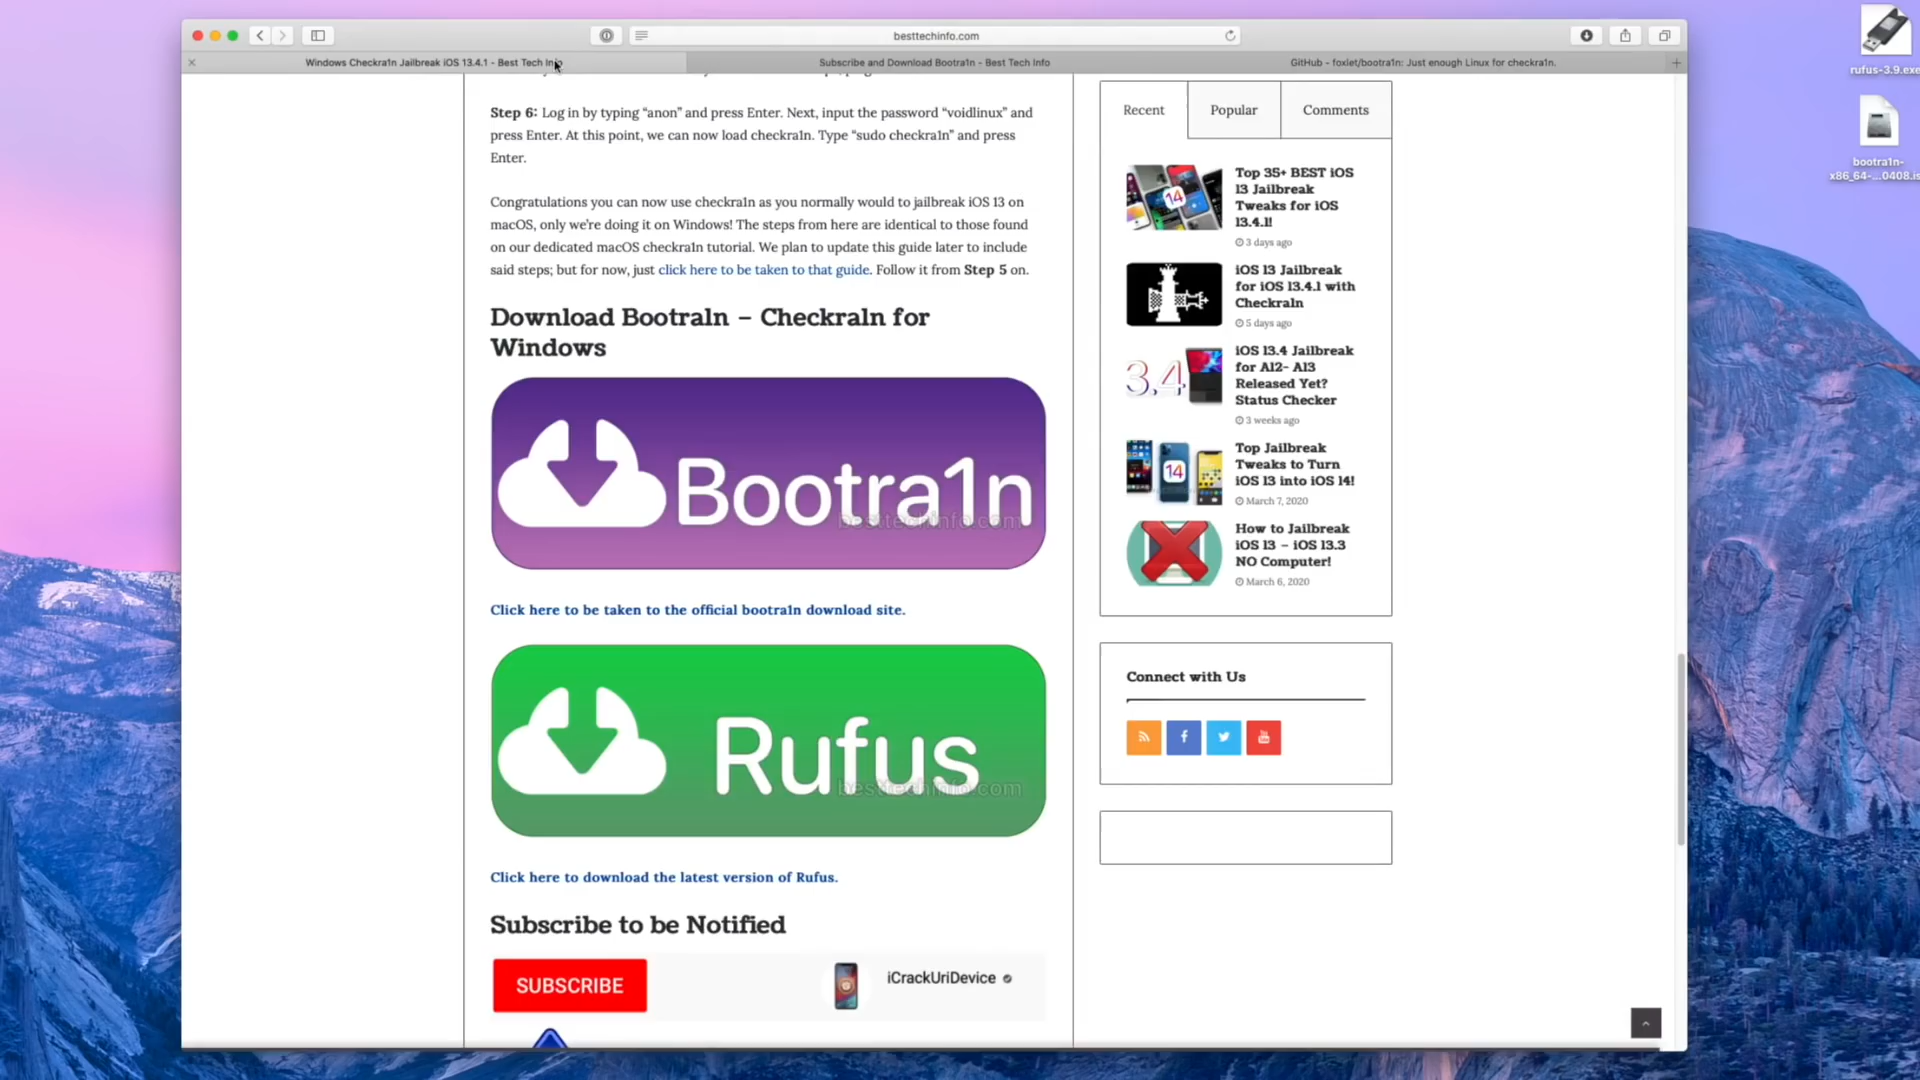 besttechinfo.com
Windows Checkra1n Jailbreak iOS 13.4.1 - Best Tech Info
Subscribe and Download Bootra1n - Best Tech Info
GitHub - foxlet/bootra1n: Just enough Linux for checkra1n.
Step 6: Log in by typing “anon” and press Enter. Next, input the password “voidlinux” and
press Enter. At this point, we can now load checkra1n. Type “sudo checkra1n” and press
Enter.
Congratulations you can now use checkra1n as you normally would to jailbreak iOS 13 on
macOS, only we’re doing it on Windows! The steps from here are identical to those found
on our dedicated macOS checkra1n tutorial. We plan to update this guide later to include
said steps; but for now, just click here to be taken to that guide. Follow it from Step 5 on.
Download Bootra1n – Checkra1n for
Windows
Bootra1n
besttechinfo.com
Click here to be taken to the official bootra1n download site.
Rufus
besttechinfo.com
Click here to download the latest version of Rufus.
Subscribe to be Notified
SUBSCRIBE
iCrackUriDevice
Recent
Popular
Comments
Top 35+ BEST iOS
13 Jailbreak
Tweaks for iOS
13.4.1!
3 days ago
iOS 13 Jailbreak
for iOS 13.4.1 with
Checkra1n
5 days ago
iOS 13.4 Jailbreak
for A12- A13
Released Yet?
Status Checker
3 weeks ago
Top Jailbreak
Tweaks to Turn
iOS 13 into iOS 14!
March 7, 2020
How to Jailbreak
iOS 13 – iOS 13.3
NO Computer!
March 6, 2020
14
3.4
14
Connect with Us
You
rufus-3.9.exe
bootra1n-
x86_64-...0408.is